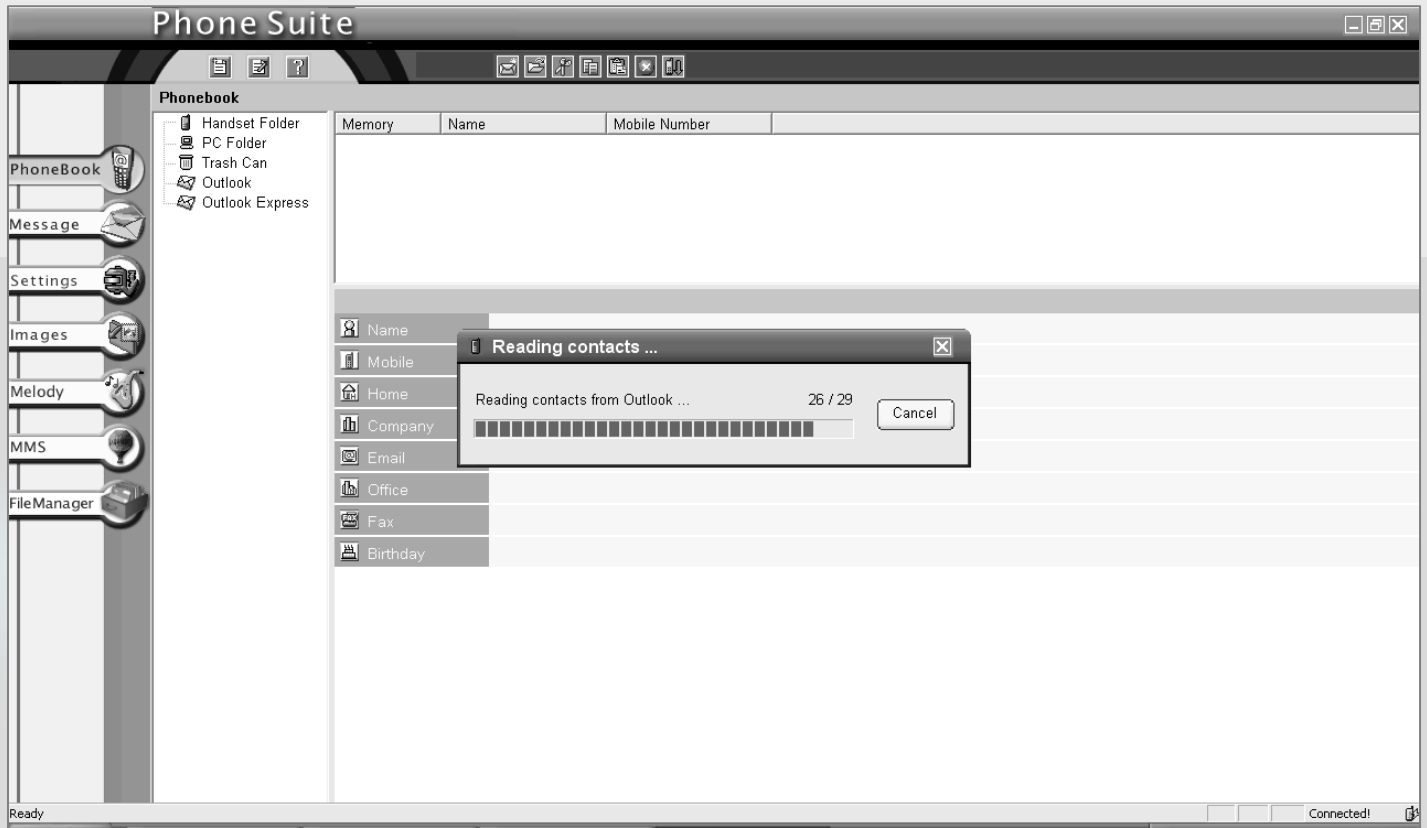 Phone Suite
Phonebook
Handset Folder
PC Folder
Trash Can
Outlook
Outlook Express
PhoneBook
Message
Settings
Images
Melody
MMS
FileManager
Memory Name Mobile Number
Name
Mobile
Home
Company
Email
Office
Fax
Birthday
Reading contacts ...
Reading contacts from Outlook ... 26 / 29
Cancel
Ready
Connected!